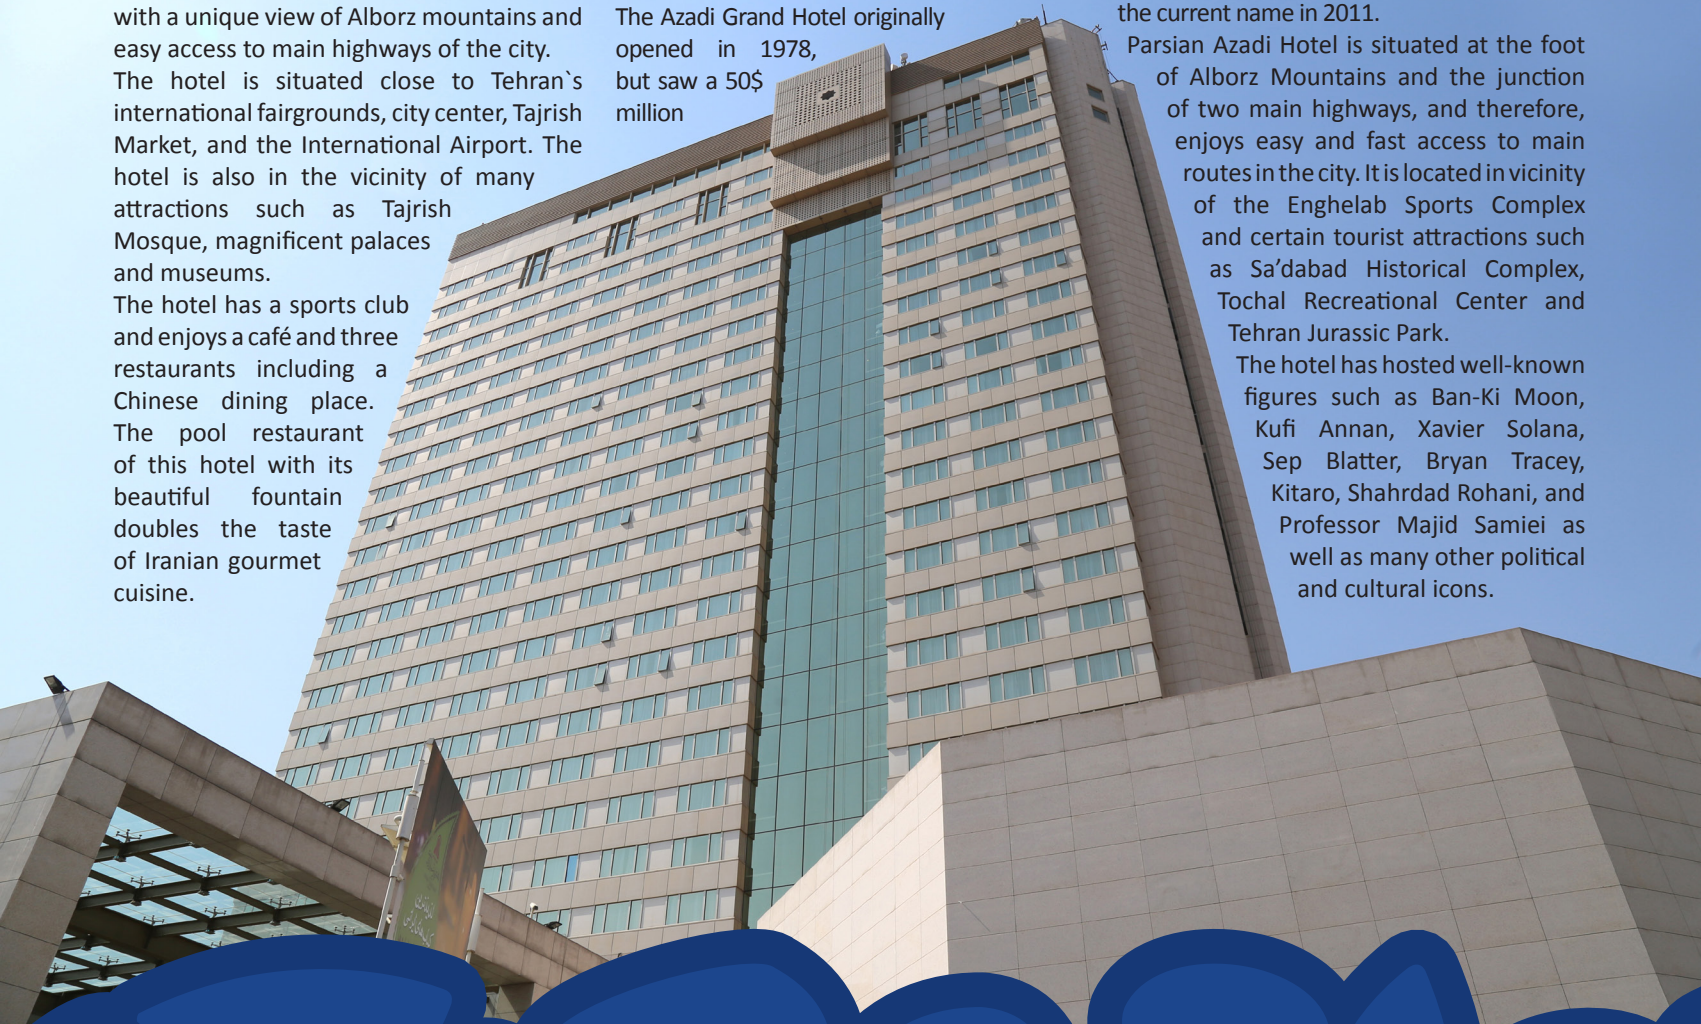 with a unique view of Alborz mountains and
easy access to main highways of the city.
The hotel is situated close to Tehran`s
international fairgrounds, city center, Tajrish
Market, and the International Airport. The
hotel is also in the vicinity of many
attractions such as Tajrish
Mosque, magnificent palaces
and museums.
The hotel has a sports club
and enjoys a café and three
restaurants including a
Chinese dining place.
The pool restaurant
of this hotel with its
beautiful fountain
doubles the taste
of Iranian gourmet
cuisine.
The Azadi Grand Hotel originally
opened in 1978,
but saw a 50$
million
the current name in 2011.
Parsian Azadi Hotel is situated at the foot
of Alborz Mountains and the junction
of two main highways, and therefore,
enjoys easy and fast access to main
routes in the city. It is located in vicinity
of the Enghelab Sports Complex
and certain tourist attractions such
as Sa’dabad Historical Complex,
Tochal Recreational Center and
Tehran Jurassic Park.
The hotel has hosted well-known
figures such as Ban-Ki Moon,
Kufi Annan, Xavier Solana,
Sep Blatter, Bryan Tracey,
Kitaro, Shahrdad Rohani, and
Professor Majid Samiei as
well as many other political
and cultural icons.